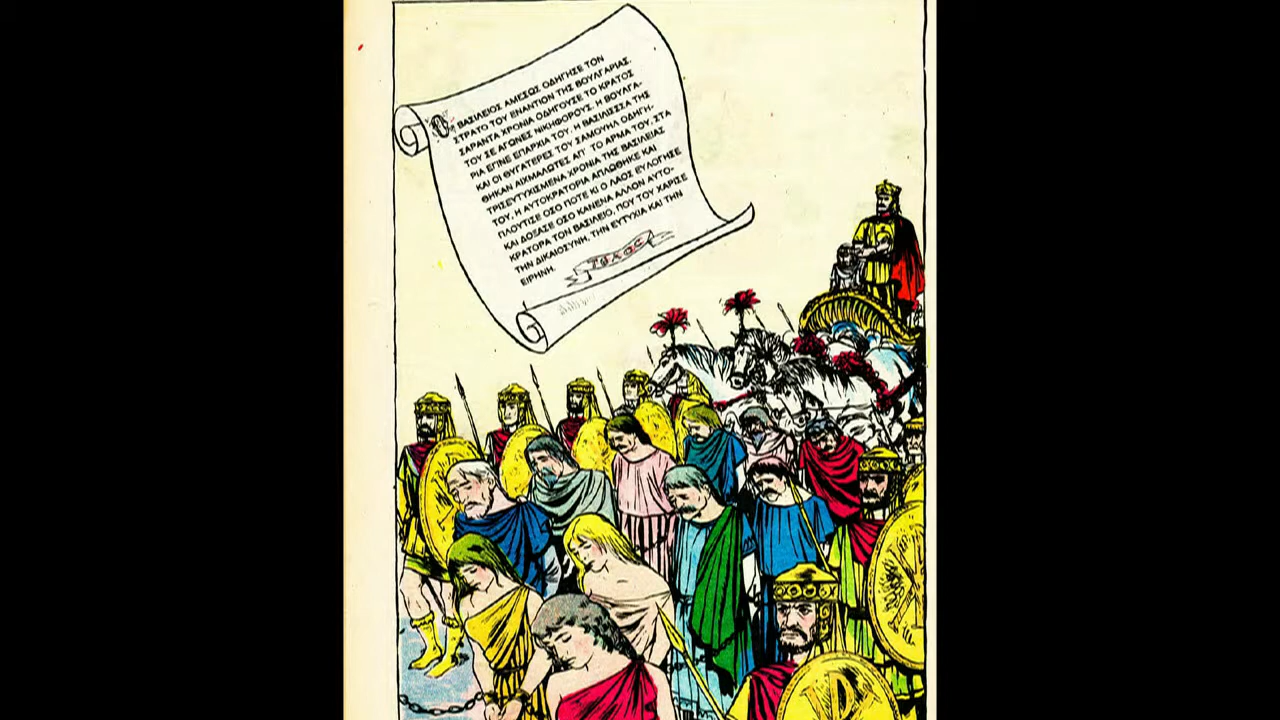 Ο ΒΑΣΙΛΕΙΟΣ ΑΜΕΣΩΣ ΟΔΗΓΗΣΕ ΤΟΝ
ΣΤΡΑΤΟ ΤΟΥ ΕΝΑΝΤΙΟΝ ΤΗΣ ΒΟΥΛΓΑΡΙΑΣ.
ΣΑΡΑΝΤΑ ΧΡΟΝΙΑ ΟΔΗΓΟΥΣΕ ΤΟ ΚΡΑΤΟΣ
ΤΟΥ ΣΕ ΑΓΩΝΕΣ ΝΙΚΗΦΟΡΟΥΣ. Η ΒΟΥΛΓΑ-
ΡΙΑ ΕΓΙΝΕ ΕΠΑΡΧΙΑ ΤΟΥ. Η ΒΑΣΙΛΙΣΣΑ ΤΗΣ
ΚΑΙ ΟΙ ΘΥΓΑΤΕΡΕΣ ΤΟΥ ΣΑΜΟΥΗΛ ΟΔΗΓΗ-
ΘΗΚΑΝ ΑΙΧΜΑΛΩΤΕΣ ΑΠ' ΤΟ ΑΡΜΑ ΤΟΥ. ΣΤΑ
ΤΡΙΣΕΥΤΥΧΙΣΜΕΝΑ ΧΡΟΝΙΑ ΤΗΣ ΒΑΣΙΛΕΙΑΣ
ΤΟΥ, Η ΑΥΤΟΚΡΑΤΟΡΙΑ ΑΠΛΩΘΗΚΕ ΚΑΙ
ΠΛΟΥΤΙΣΕ ΟΣΟ ΠΟΤΕ ΚΙ Ο ΛΑΟΣ ΕΥΛΟΓΗΣΕ
ΚΑΙ ΔΟΞΑΣΕ ΟΣΟ ΚΑΝΕΝΑ ΑΛΛΟΝ ΑΥΤΟ-
ΚΡΑΤΟΡΑ ΤΟΝ ΒΑΣΙΛΕΙΟ, ΠΟΥ ΤΟΥ ΧΑΡΙΣΕ
ΤΗΝ ΔΙΚΑΙΟΣΥΝΗ, ΤΗΝ ΕΥΤΥΧΙΑ ΚΑΙ ΤΗΝ
ΕΙΡΗΝΗ.
ΤΕΛΟΣ